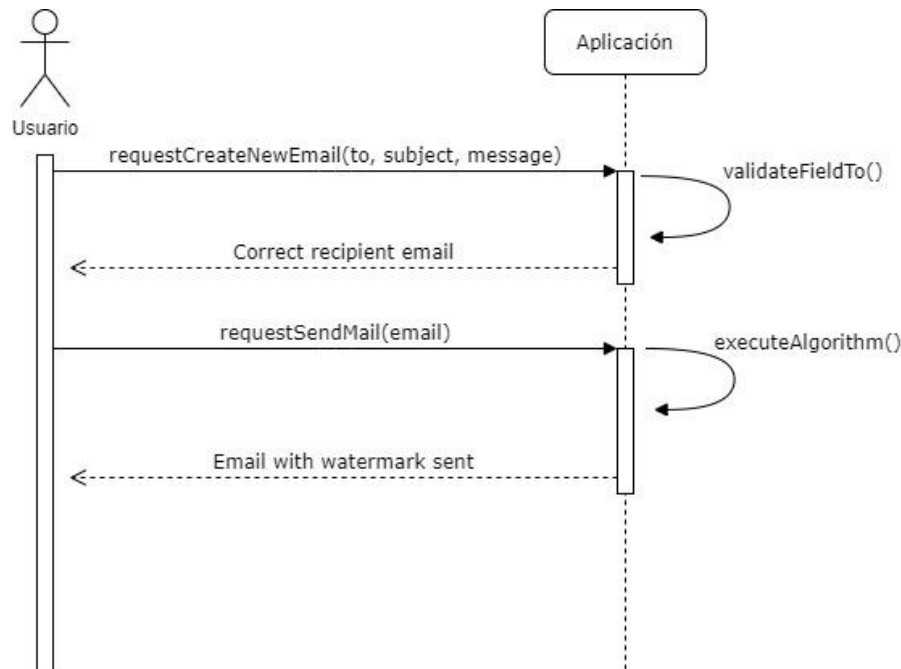 Aplicación
Usuario
requestCreateNewEmail(to, subject, message)
validateFieldTo()
Correct recipient email
requestSendMail(email)
executeAlgorithm()
Email with watermark sent